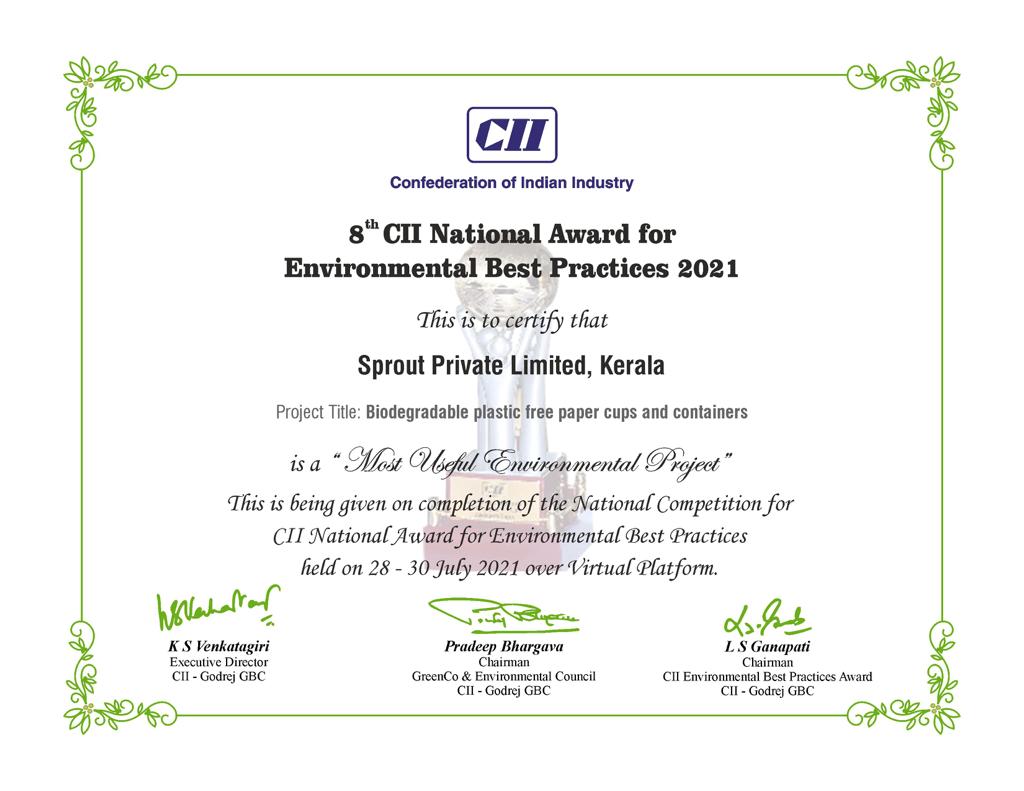 CII
Confederation of Indian Industry
8th CII National Award for
Environmental Best Practices 2021
This is to certify that
Sprout Private Limited, Kerala
Project Title: Biodegradable plastic free paper cups and containers
is a “ Most Useful Environmental Project”
This is being given on completion of the National Competition for
CII National Award for Environmental Best Practices
held on 28 - 30 July 2021 over Virtual Platform.
K S Venkatagiri
Executive Director
CII - Godrej GBC
Pradeep Bhargava
Chairman
GreenCo & Environmental Council
CII - Godrej GBC
L S Ganapati
Chairman
CII Environmental Best Practices Award
CII - Godrej GBC